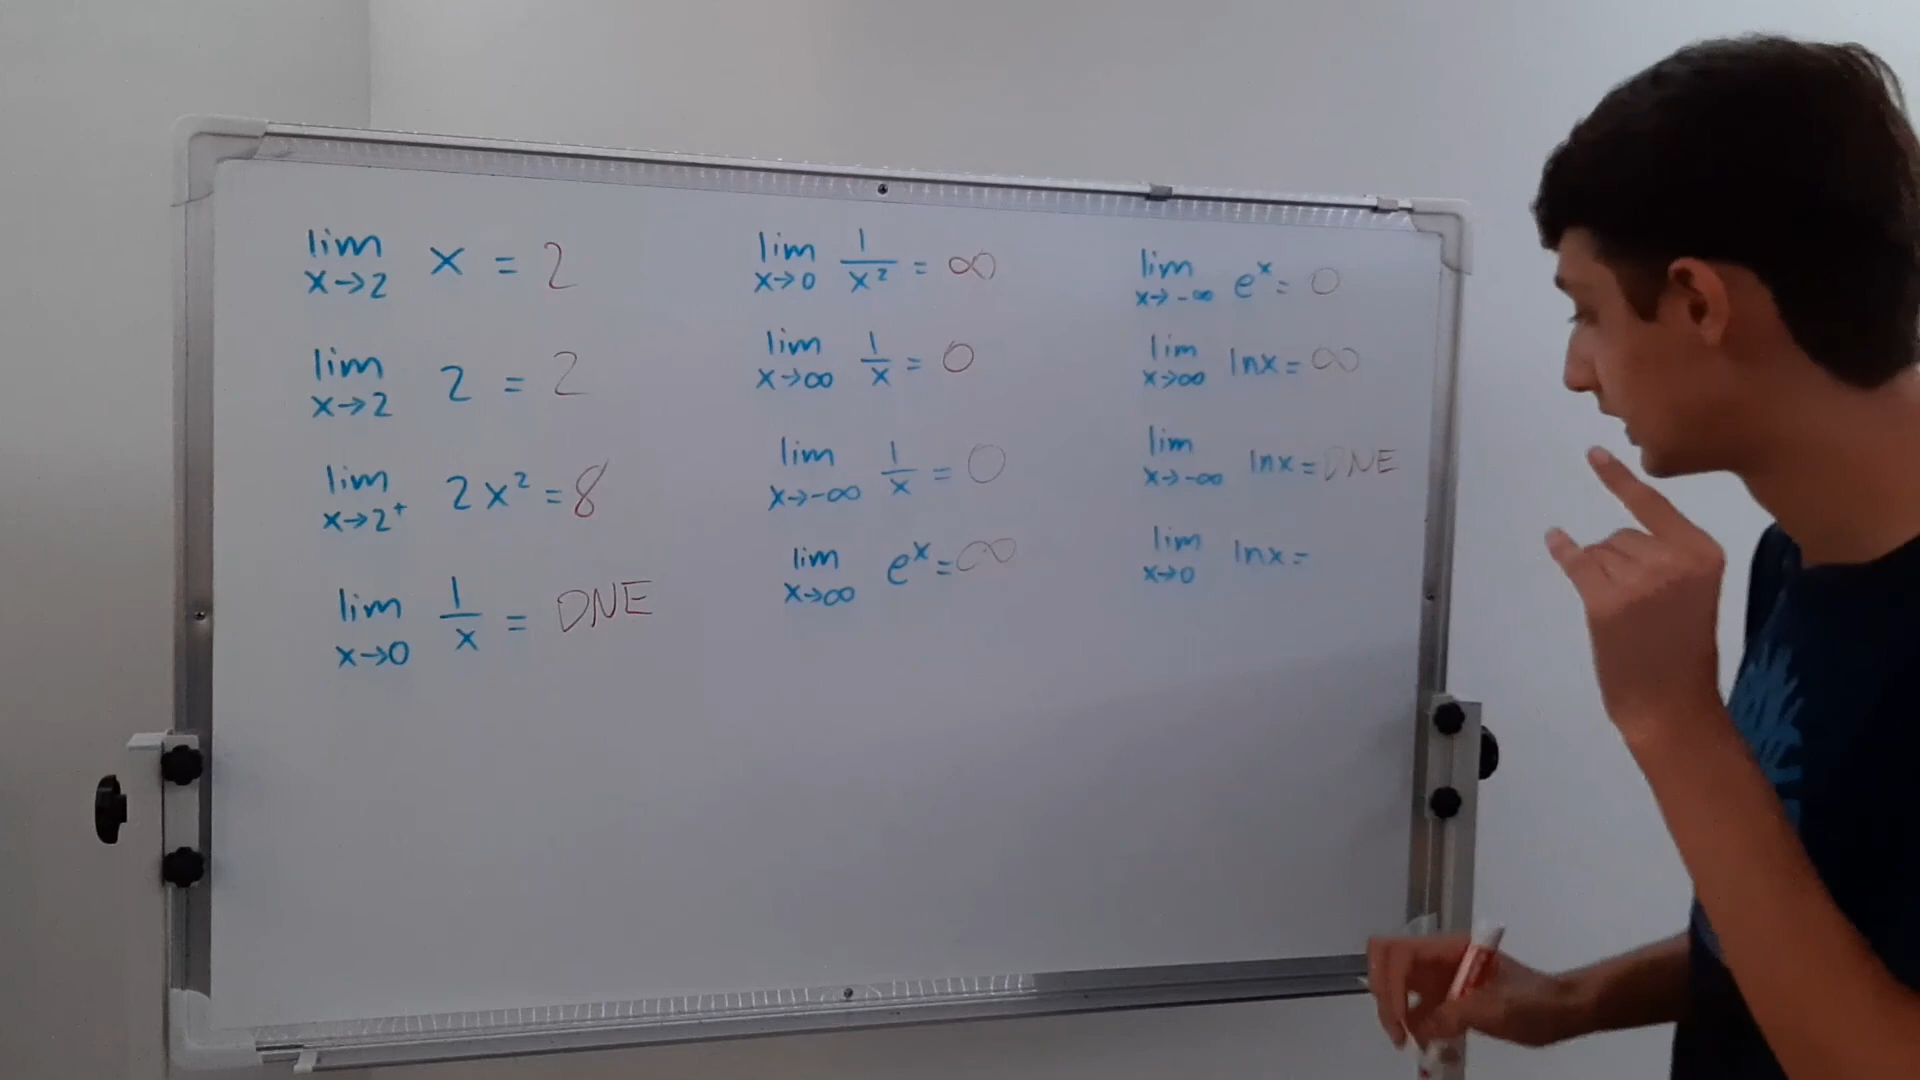 lim x→2 x = 2
lim x→2 2 = 2
lim x→2⁺ 2x² = 8
lim x→0 1/x = DNE
lim x→0 1/x² = ∞
lim x→∞ 1/x = 0
lim x→-∞ 1/x = 0
lim x→∞ eˣ = ∞
lim x→-∞ eˣ = 0
lim x→∞ lnx = ∞
lim x→-∞ lnx = DNE
lim x→0 lnx =